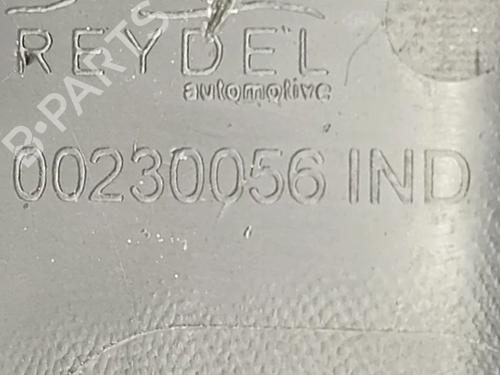 REYDEL
automotive
00230056 IND
B-PARTS